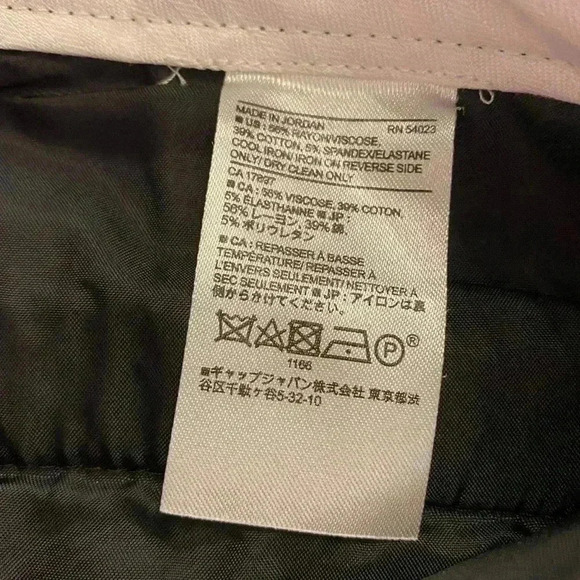 MADE IN JORDAN RN 54023
■ US : 56% RAYON/VISCOSE,
39% COTTON, 5% SPANDEX/ELASTANE
COOL IRON/ IRON ON REVERSE SIDE
ONLY/ DRY CLEAN ONLY
CA 17897
■ CA : 56% VISCOSE, 39% COTON,
5% ÉLASTHANNE ■ JP :
56% レーヨン, 39% 綿,
5% ポリウレタン
■ CA : REPASSER À BASSE
TEMPÉRATURE/ REPASSER À
L'ENVERS SEULEMENT/ NETTOYER À
SEC SEULEMENT ■ JP : アイロンは裏
側からかけてください。
P ®
1166
■ギャップジャパン株式会社 東京都渋
谷区千駄ヶ谷5-32-10